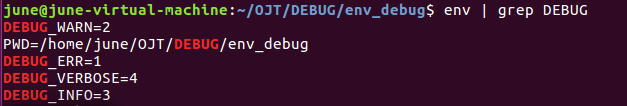 june@june-virtual-machine:~/OJT/DEBUG/env_debug$ env | grep DEBUG
DEBUG_WARN=2
PWD=/home/june/OJT/DEBUG/env_debug
DEBUG_ERR=1
DEBUG_VERBOSE=4
DEBUG_INFO=3